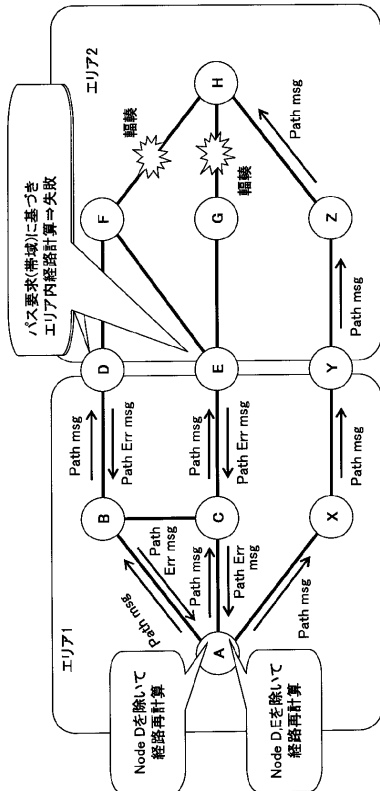 エリア1
エリア2
パス要求(帯域)に基づき
エリア内経路計算⇒失敗
Node Dを除いて
経路再計算
Node D,Eを除いて
経路再計算
A
B
C
D
E
F
G
H
X
Y
Z
輻輳
輻輳
Path msg
Path
Err msg
Path msg
Path Err msg
Path msg
Path Err
msg
Path msg
Path Err msg
Path msg
Path msg
Path msg
Path msg